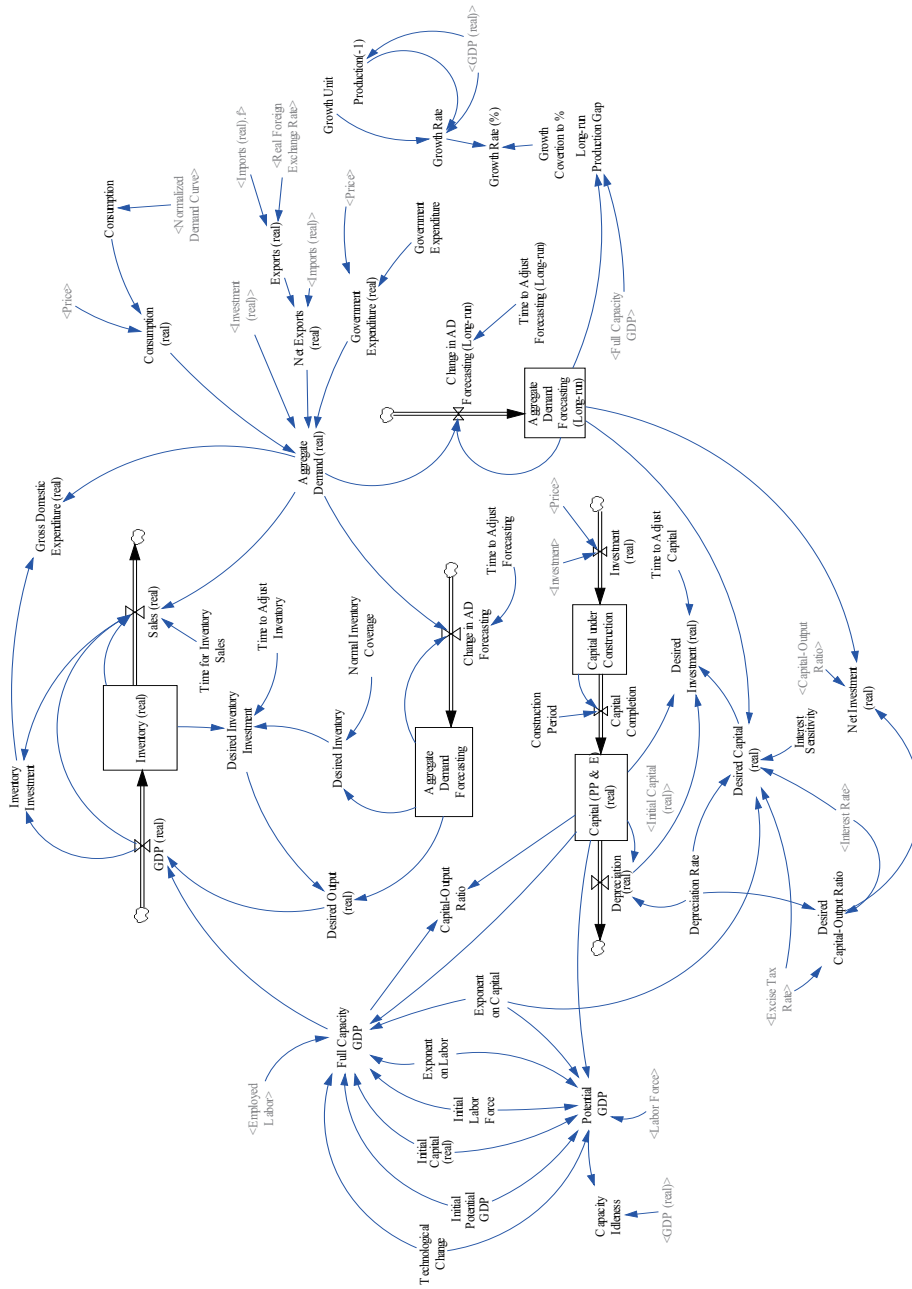 <Price>
Consumption
<Normalized
Demand Curve>
Consumption
(real)
Gross Domestic
Expenditure (real)
Inventory
Investment
Sales (real)
Time for Inventory
Sales
Inventory (real)
GDP (real)
Time to Adjust
Inventory
Desired Inventory
Investment
Normal Inventory
Coverage
Desired Inventory
Desired Output
(real)
<Employed
Labor>
Full Capacity
GDP
Aggregate
Demand (real)
<Investment
(real)>
<Imports (real), f>
<Real Foreign
Exchange Rate>
Exports (real)
<Imports (real)>
Net Exports
(real)
<Price>
Government
Expenditure (real)
Government
Expenditure
Growth Unit
Production(-1)
<GDP (real)>
Growth Rate
Growth Rate (%)
Growth
Covertion to %
Long-run
Production Gap
<Full Capacity
GDP>
Change in AD
Forecasting (Long-run)
Time to Adjust
Forecasting (Long-run)
Aggregate
Demand
Forecasting
(Long-run)
Time to Adjust
Forecasting
Change in AD
Forecasting
Aggregate
Demand
Forecasting
Capital-Output
Ratio
Exponent
on Capital
Exponent
on Labor
Initial
Labor
Force
Initial
Capital
(real)
Initial
Potential
GDP
Technological
Change
Potential
GDP
<Labor Force>
Capacity
Idleness
<GDP (real)>
<Price>
<Investment>
Investment
(real)
Time to Adjust
Capital
Capital under
Construction
Construction
Period
Capital
Completion
Capital (PP & E)
(real)
<Initial Capital
(real)>
Depreciation
(real)
Desired
Investment (real)
Depreciation Rate
Desired Capital
(real)
Interest
Sensitivity
<Capital-Output
Ratio>
Net Investment
(real)
<Interest Rate>
Desired
Capital-Output Ratio
<Excise Tax
Rate>